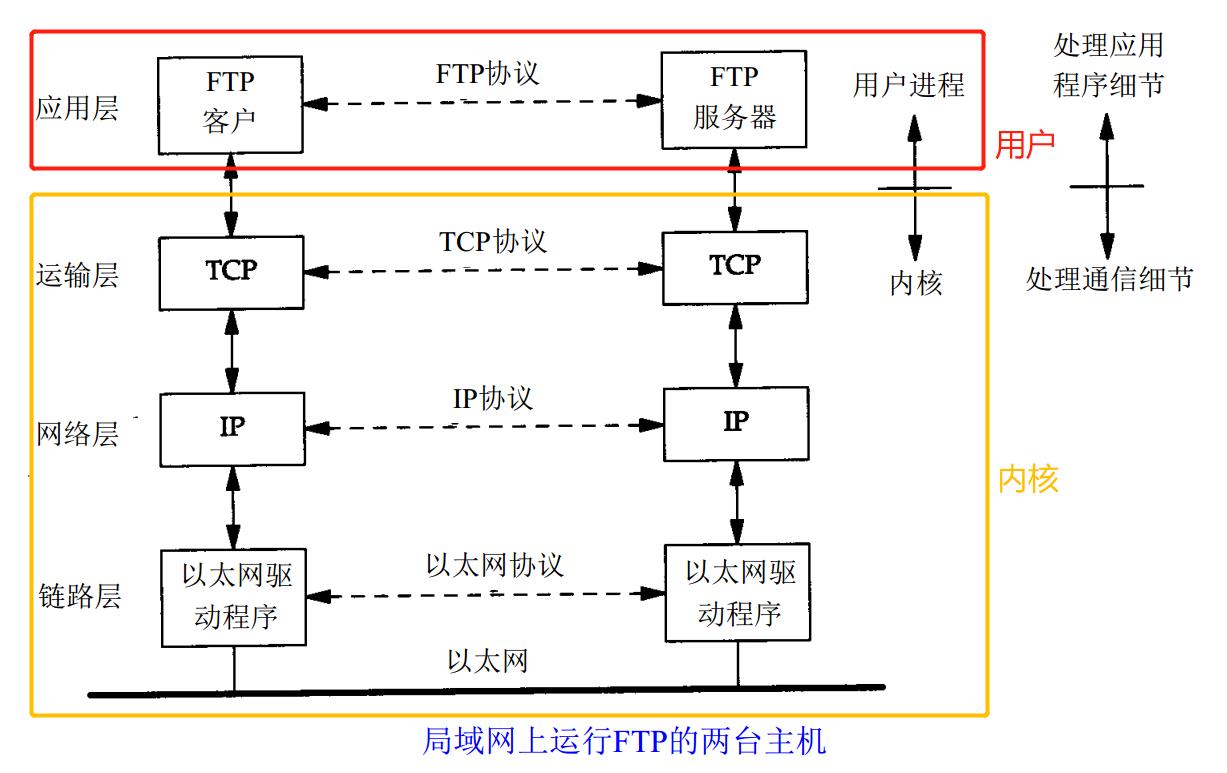 处理应用
程序细节
FTP
客户
FTP协议
FTP
服务器
用户进程
应用层
用户
TCP协议
运输层
TCP
TCP
内核
处理通信细节
IP协议
网络层
IP
IP
内核
以太网协议
链路层
以太网驱
动程序
以太网驱
动程序
以太网
局域网上运行FTP的两台主机